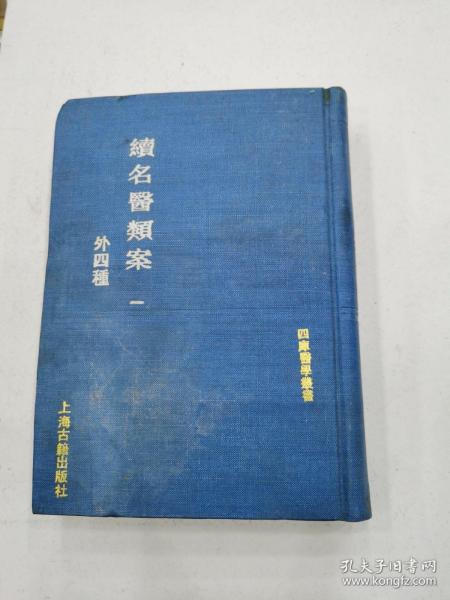 續名醫類案 一
外四種
四庫醫學叢書
上海古籍出版社
孔夫子旧书网
www.kongfz.com